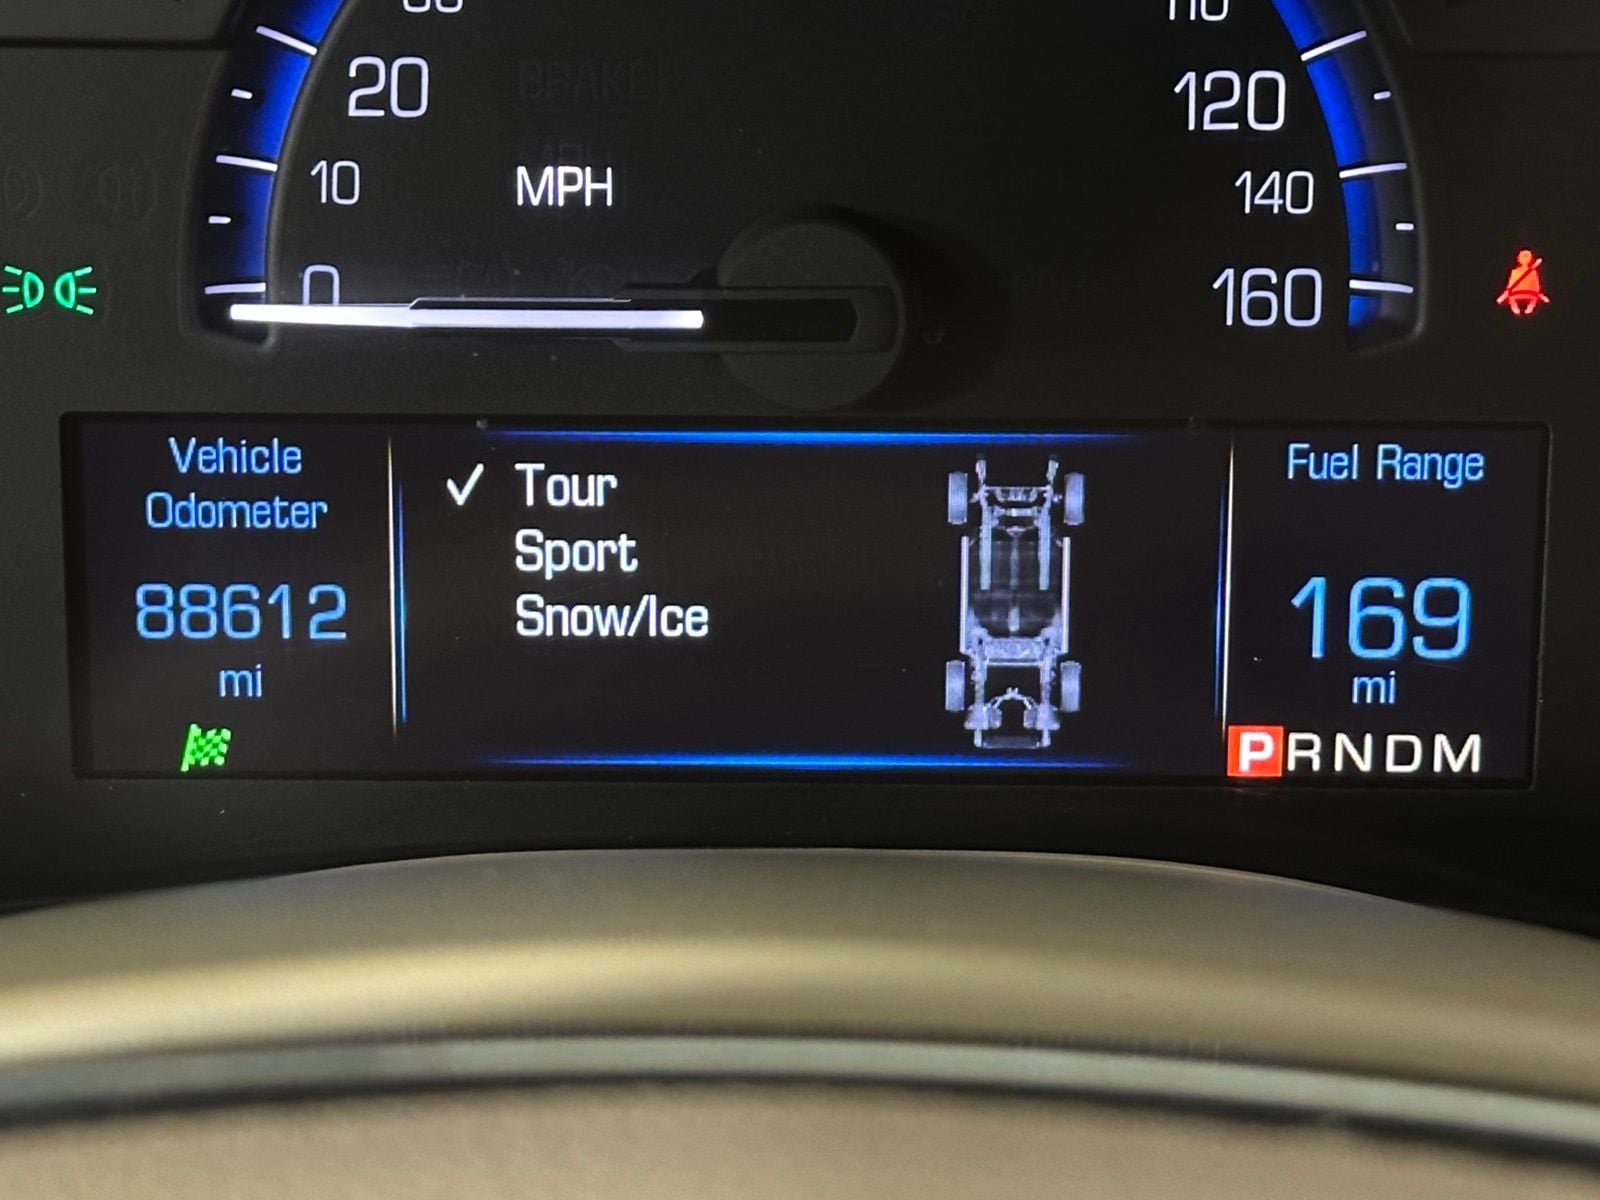 20
10
0
MPH
120
140
160
BRAKE
Vehicle
Odometer
88612
mi
✓ Tour
Sport
Snow/Ice
Fuel Range
169
mi
PRNDM